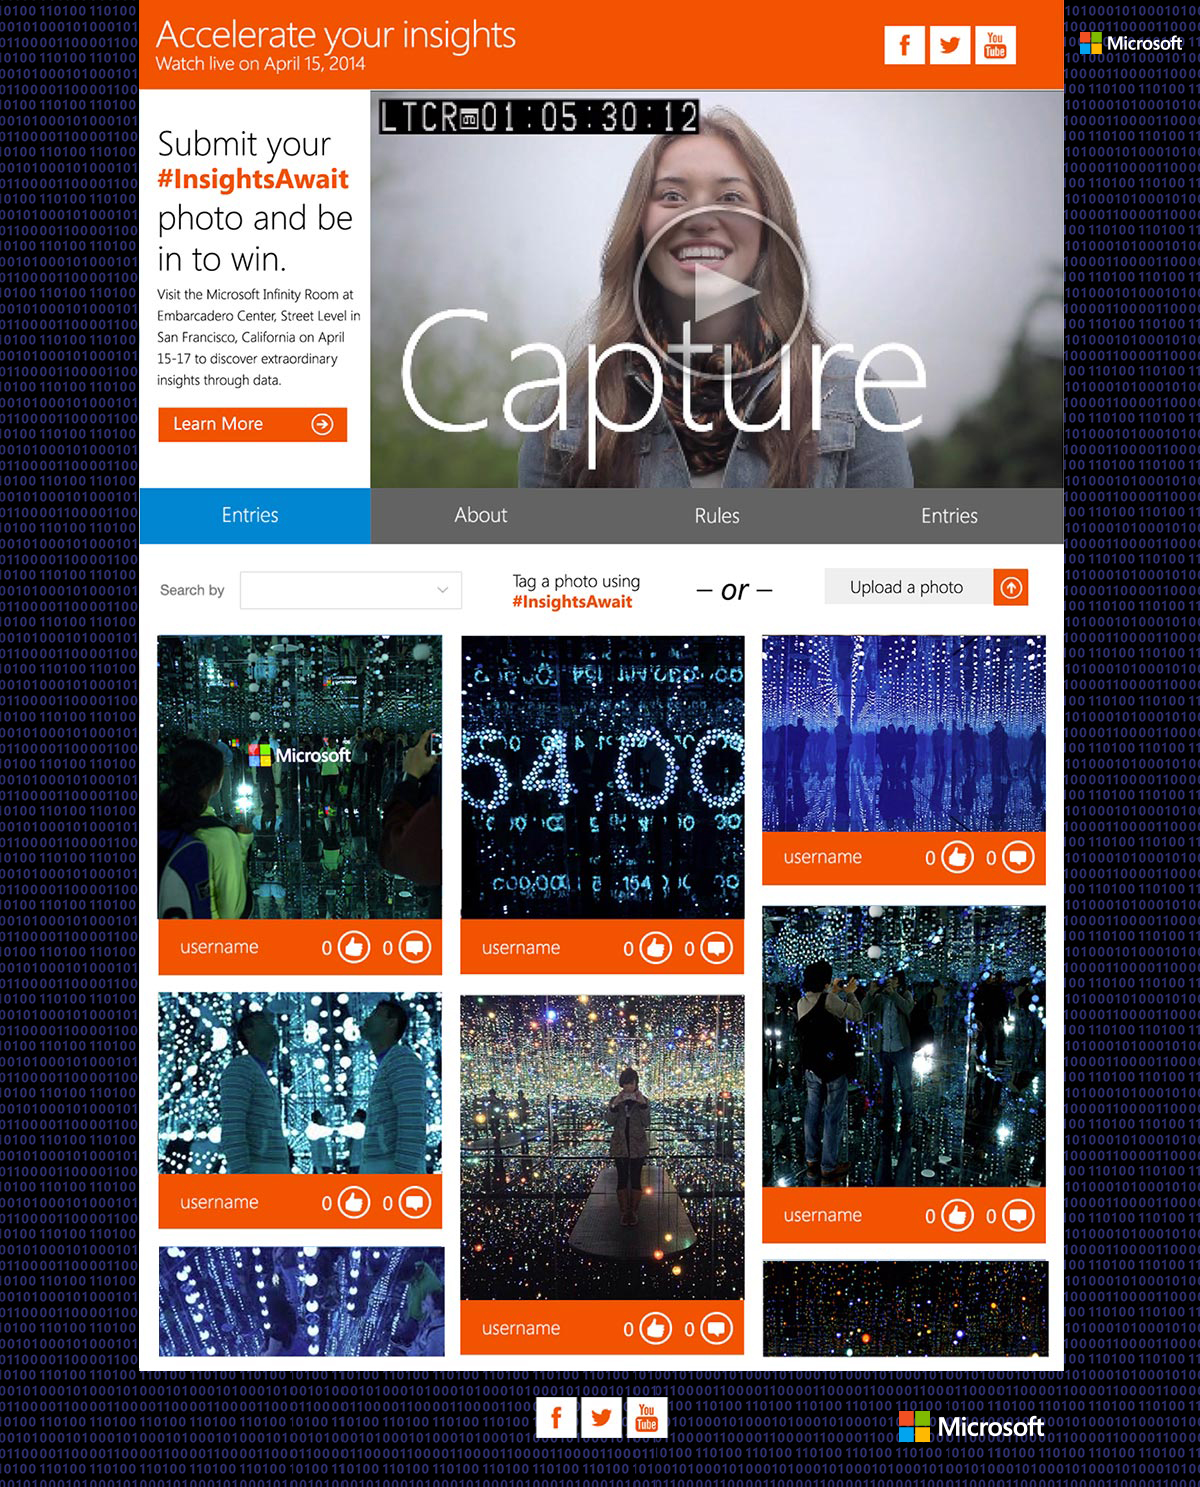 Accelerate your insights
Watch live on April 15, 2014
You
Tube
Microsoft
Submit your
#InsightsAwait
photo and be
in to win.
Visit the Microsoft Infinity Room at
Embarcadero Center, Street Level in
San Francisco, California on April
15-17 to discover extraordinary
insights through data.
Learn More
LTCR 01:05:30:12
Capture
Entries
About
Rules
Entries
Search by
Tag a photo using
#InsightsAwait
– or –
Upload a photo
Microsoft
54,00
username 0 0
username 0 0
username 0 0
username 0 0
username 0 0
username 0 0
You
Tube
Microsoft